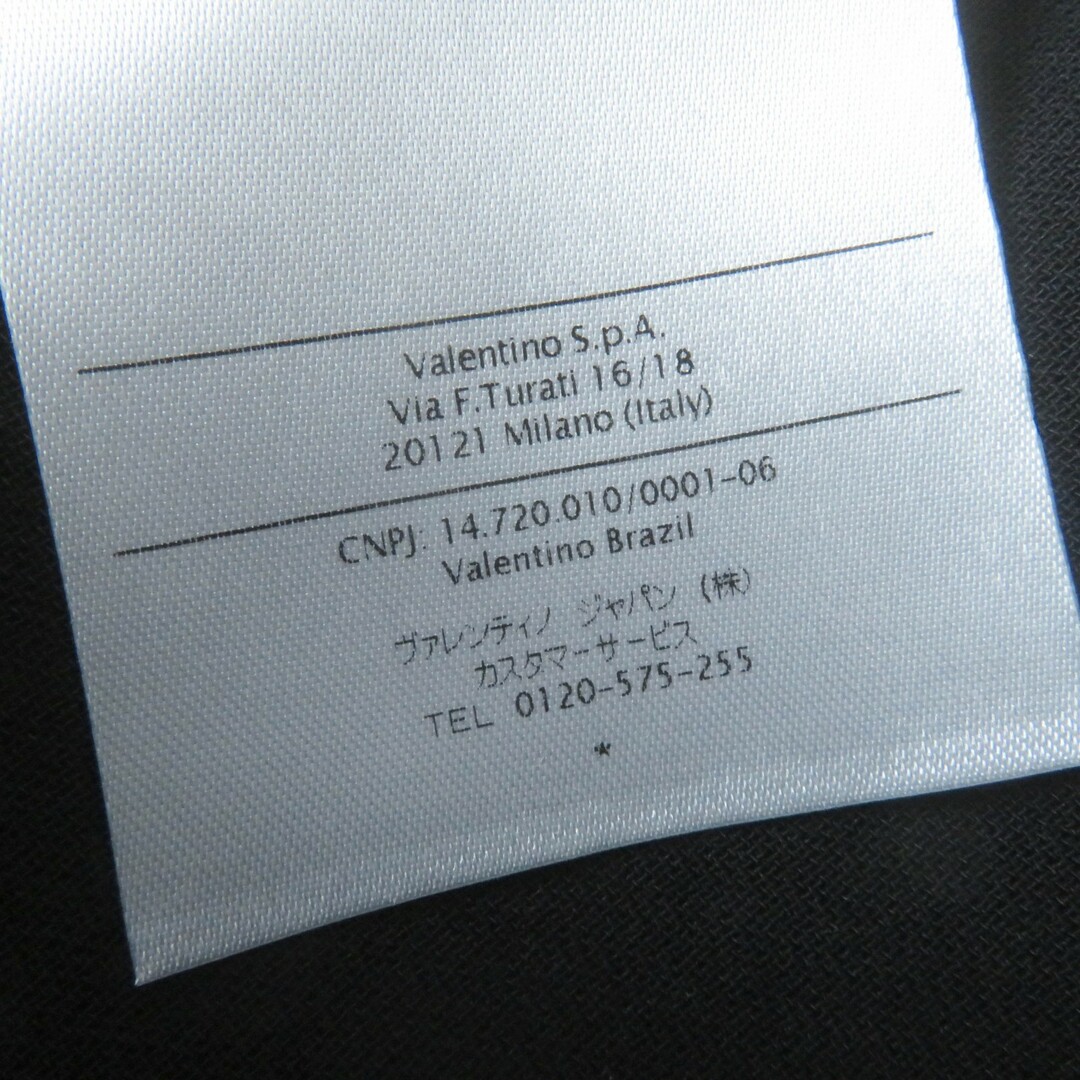 Valentino S.p.A.
Via F.Turati 16/18
20121 Milano (Italy)
CNPJ: 14.720.010/0001-06
Valentino Brazil
ヴァレンティノ ジャパン (株)
カスタマーサービス
TEL 0120-575-255
*